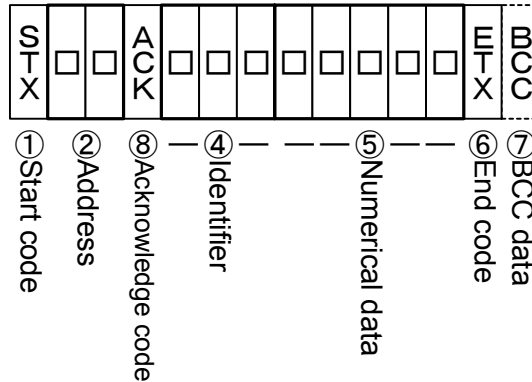 STX
ACK
ETX
BCC
①Start code
②Address
⑧Acknowledge code
④Identifier
⑤Numerical data
⑥End code
⑦BCC data